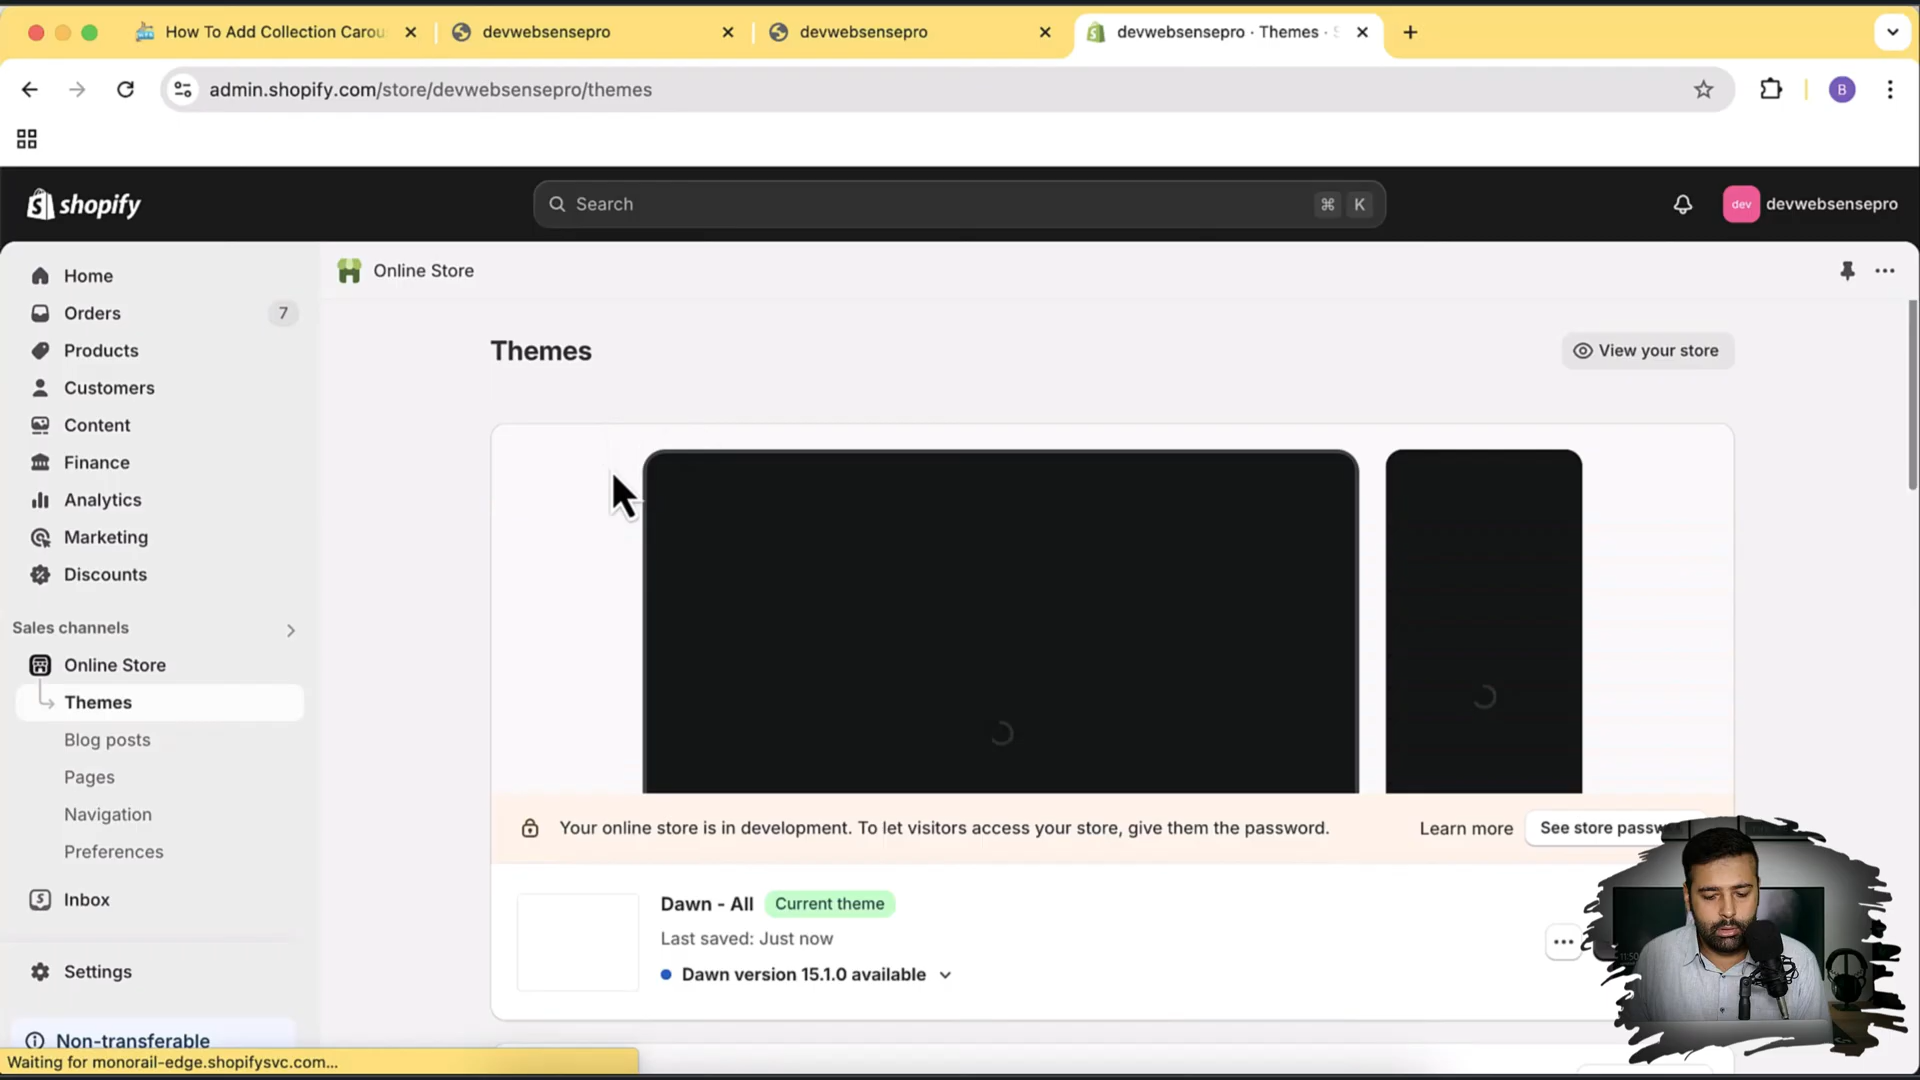 How To Add Collection Carou
devwebsensepro
devwebsensepro
devwebsensepro · Themes ·
admin.shopify.com/store/devwebsensepro/themes
B
shopify
Search
⌘ K
dev
devwebsensepro
Home
Orders 7
Products
Customers
Content
Finance
Analytics
Marketing
Discounts
Sales channels
Online Store
Themes
Blog posts
Pages
Navigation
Preferences
Inbox
Settings
Non-transferable
Waiting for monorail-edge.shopifysvc.com...
Online Store
Themes
View your store
Your online store is in development. To let visitors access your store, give them the password.
Learn more
See store passw
Dawn - All
Current theme
Last saved: Just now
Dawn version 15.1.0 available